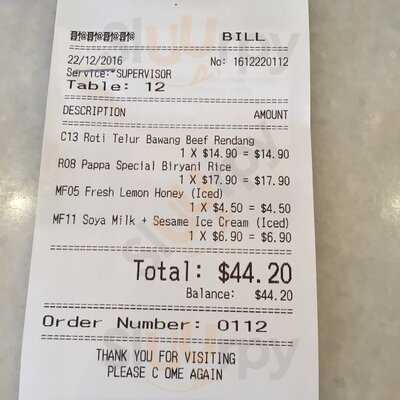 BILL
22/12/2016 No: 1612220112
Service:*SUPERVISOR
Table: 12
DESCRIPTION AMOUNT
C13 Roti Telur Bawang Beef Rendang
1 X $14.90 = $14.90
R08 Pappa Special Biryani Rice
1 X $17.90 = $17.90
MF05 Fresh Lemon Honey (Iced)
1 X $4.50 = $4.50
MF11 Soya Milk + Sesame Ice Cream (Iced)
1 X $6.90 = $6.90
Total: $44.20
Balance: $44.20
Order Number: 0112
THANK YOU FOR VISITING
PLEASE C OME AGAIN